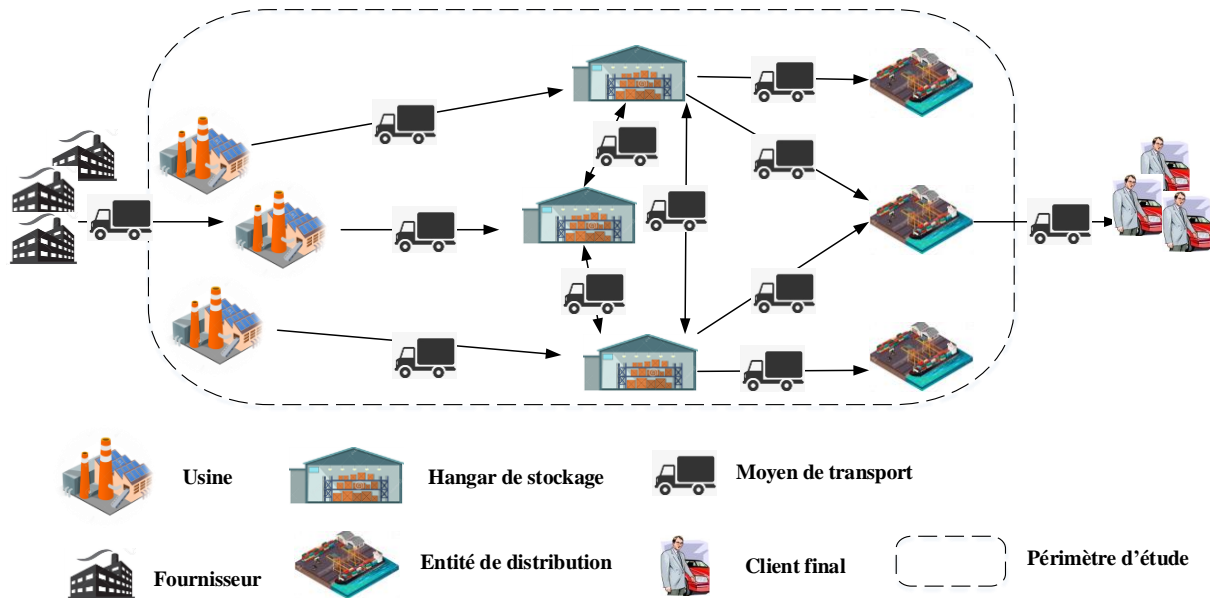 Usine
Hangar de stockage
Moyen de transport
Fournisseur
Entité de distribution
Client final
Périmètre d’étude